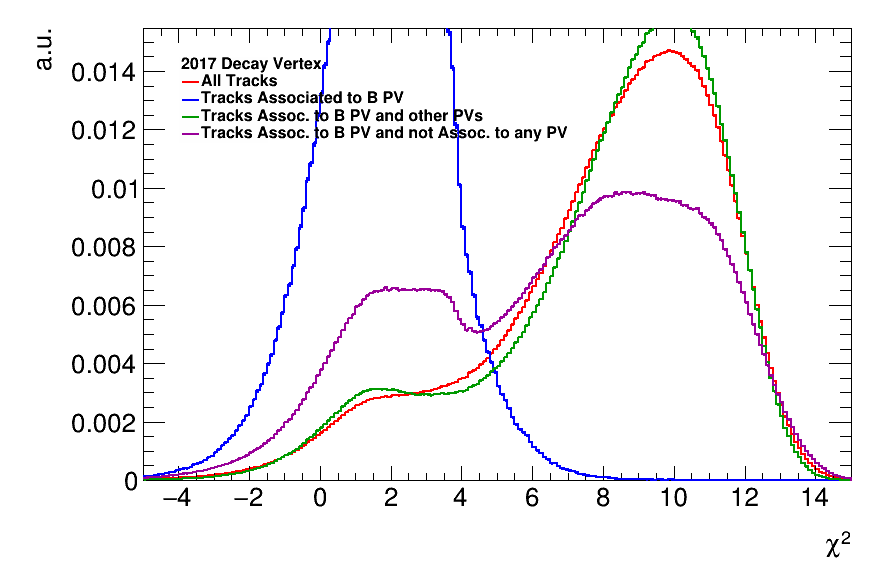 a.u.
2017 Decay Vertex
All Tracks
Tracks Associated to B PV
Tracks Assoc. to B PV and other PVs
Tracks Assoc. to B PV and not Assoc. to any PV
0.014
0.012
0.01
0.008
0.006
0.004
0.002
0
−4 −2 0 2 4 6 8 10 12 14
χ²